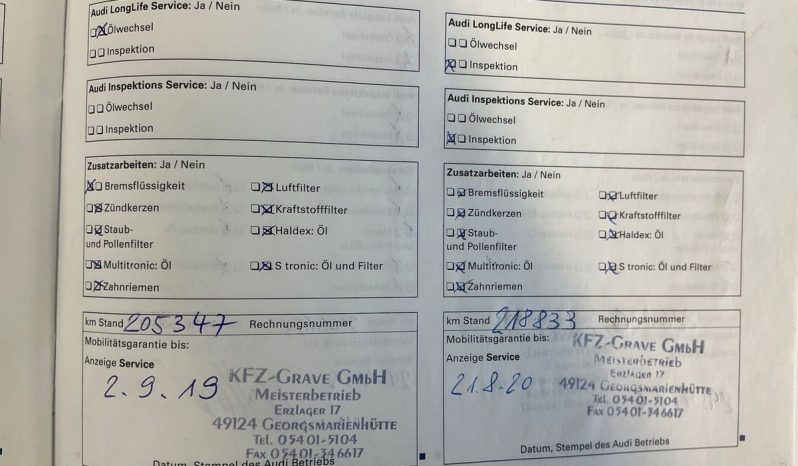 Audi LongLife Service: Ja / Nein
Ölwechsel
Inspektion
Audi Inspektions Service: Ja / Nein
Ölwechsel
Inspektion
Zusatzarbeiten: Ja / Nein
Bremsflüssigkeit
Luftfilter
Zündkerzen
Kraftstofffilter
Staub-
und Pollenfilter
Haldex: Öl
Multitronic: Öl
S tronic: Öl und Filter
Zahnriemen
km Stand 205347 Rechnungsnummer
Mobilitätsgarantie bis:
Anzeige Service
2.9.19
KFZ-GRAVE GMBH
MEISTERBETRIEB
ERZLAGER 17
49124 GEORGSMARIENHÜTTE
TEL. 05401-5104
FAX 05401-346617
Datum, Stempel des Audi Betriebs
Audi LongLife Service: Ja / Nein
Ölwechsel
Inspektion
Audi Inspektions Service: Ja / Nein
Ölwechsel
Inspektion
Zusatzarbeiten: Ja / Nein
Bremsflüssigkeit
Luftfilter
Zündkerzen
Kraftstofffilter
Staub-
und Pollenfilter
Haldex: Öl
Multitronic: Öl
S tronic: Öl und Filter
Zahnriemen
km Stand 218833 Rechnungsnummer
Mobilitätsgarantie bis:
Anzeige Service
21.8.20
KFZ-GRAVE GMBH
MEISTERBETRIEB
ERZLAGER 17
49124 GEORGSMARIENHÜTTE
TEL. 05401-5104
FAX 05401-346617
Datum, Stempel des Audi Betriebs